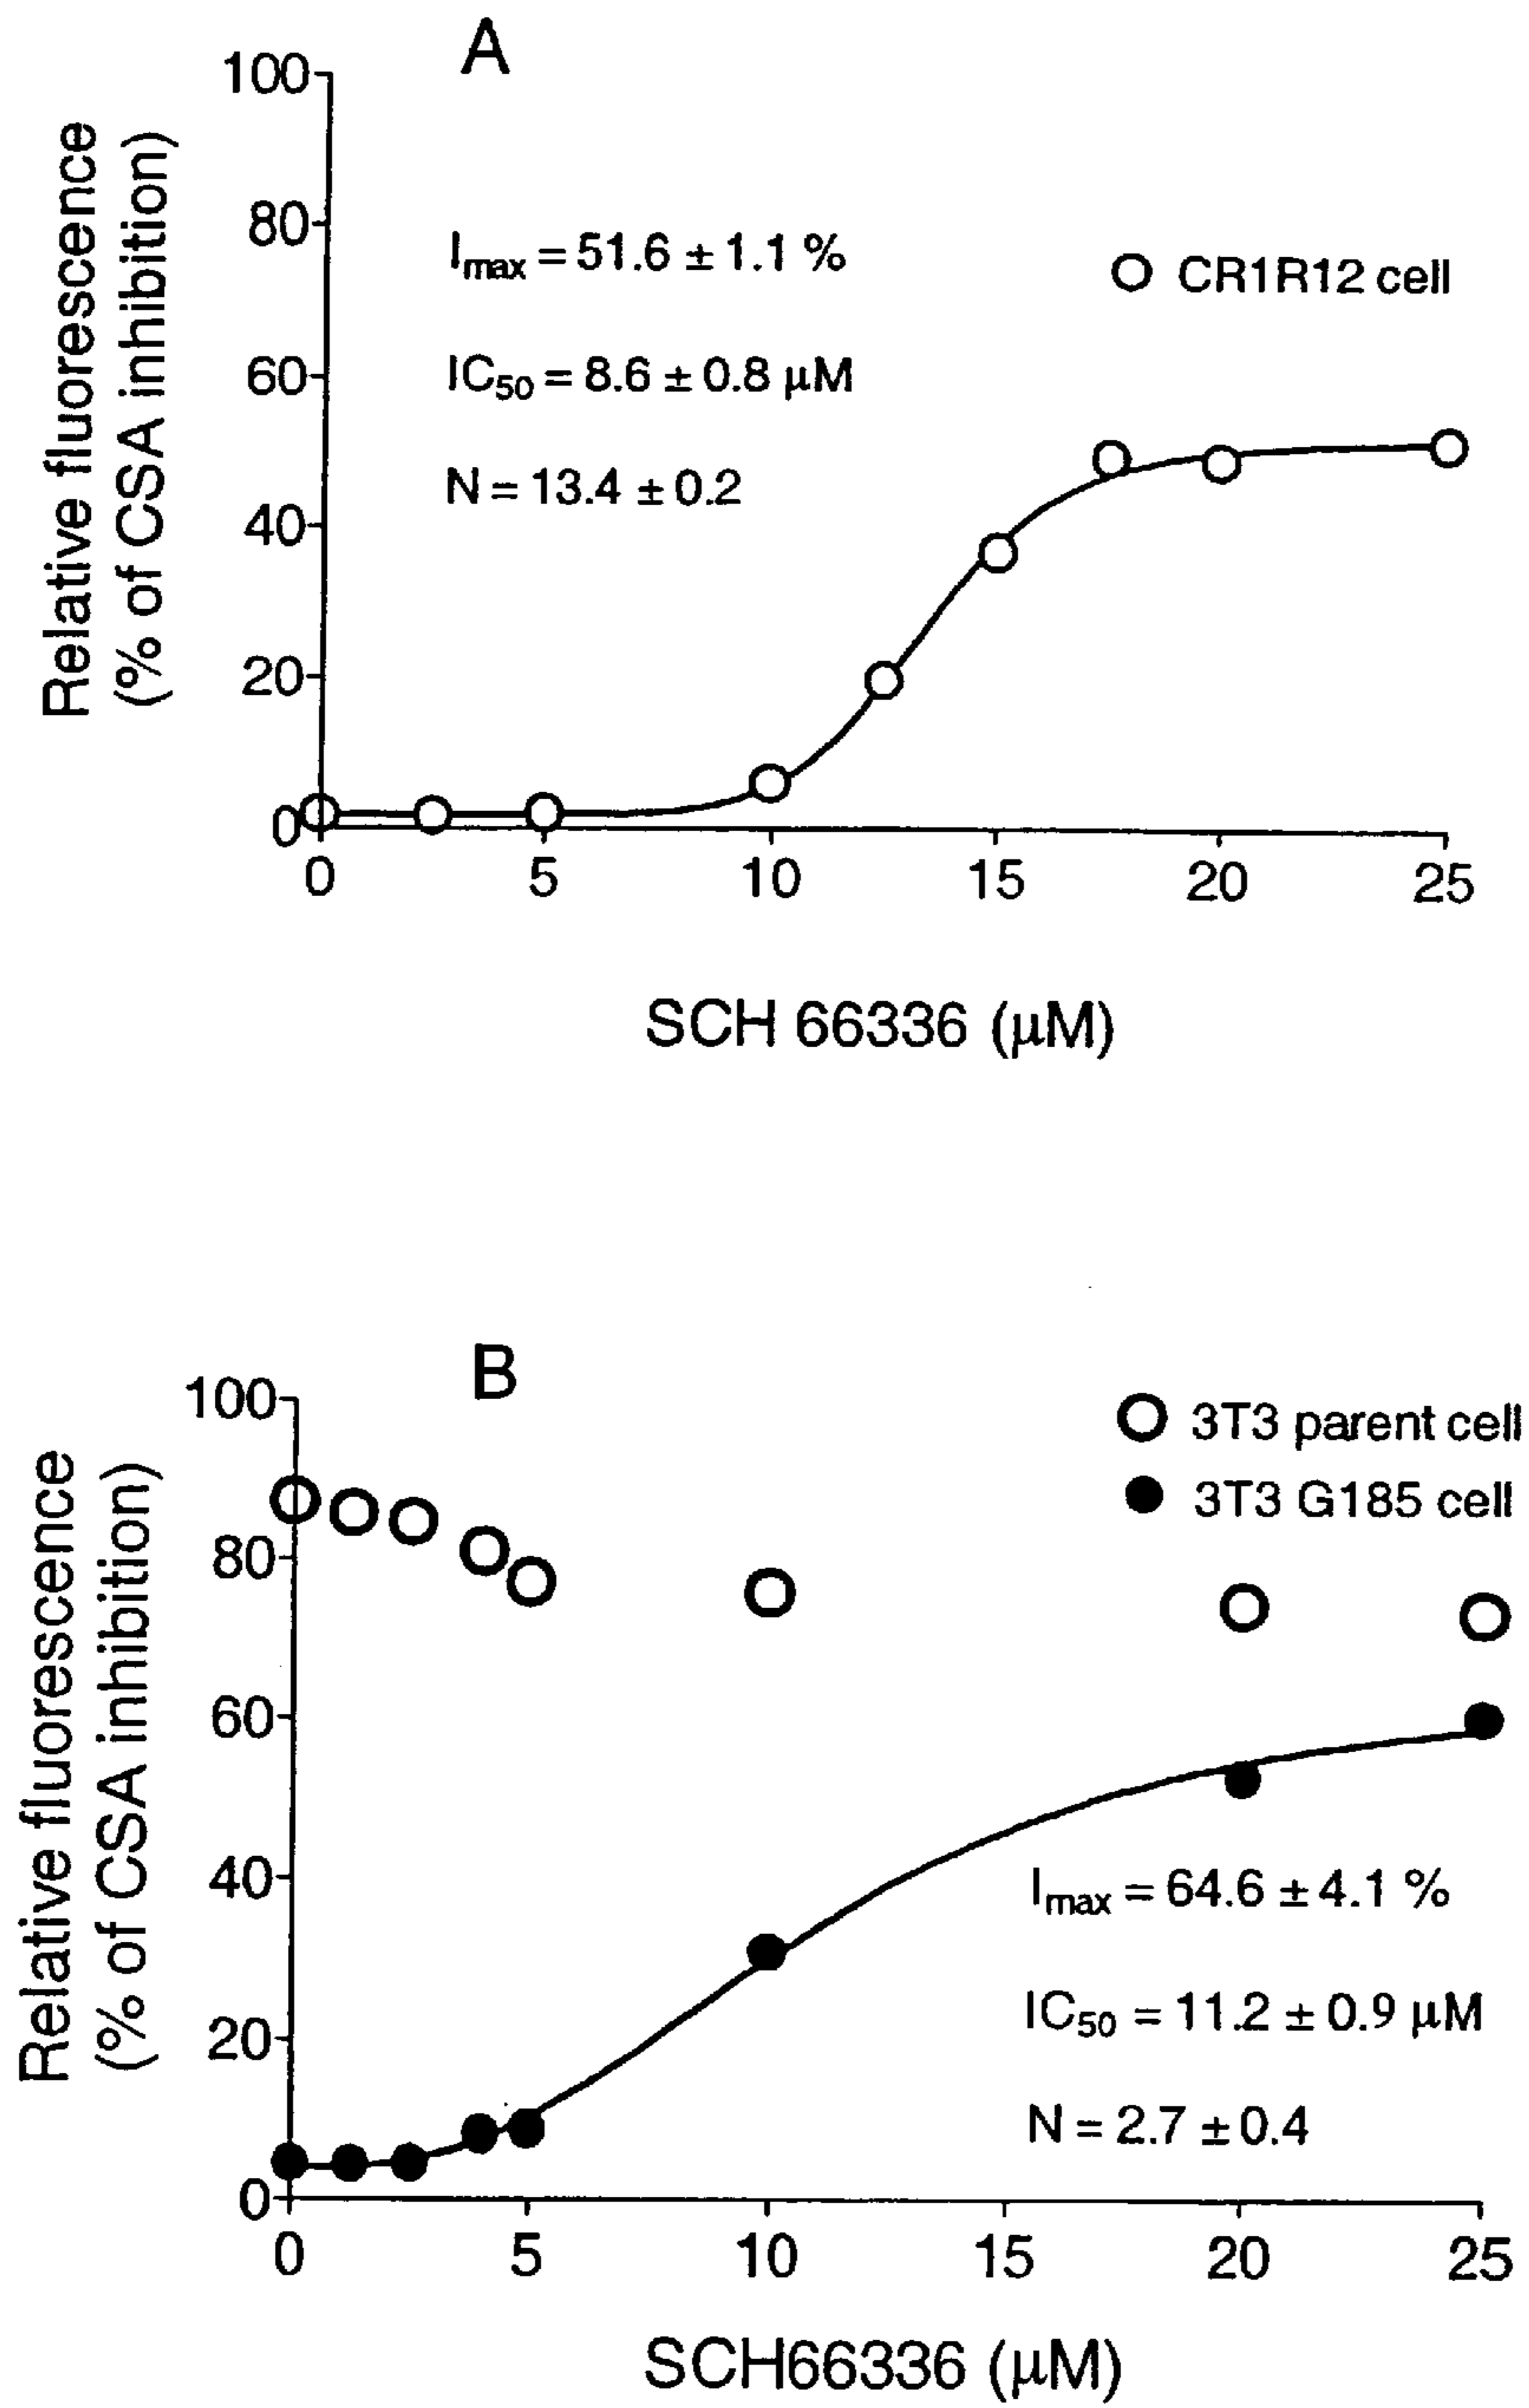 A
100
80
60
40
20
0
Relative fluorescence
(% of CSA inhibition)
Imax = 51.6 ± 1.1 %
IC50 = 8.6 ± 0.8 μM
N = 13.4 ± 0.2
CR1R12 cell
0 5 10 15 20 25
SCH 66336 (μM)
B
100
80
60
40
20
0
Relative fluorescence
(% of CSA inhibition)
3T3 parent cell
3T3 G185 cell
Imax = 64.6 ± 4.1 %
IC50 = 11.2 ± 0.9 μM
N = 2.7 ± 0.4
0 5 10 15 20 25
SCH66336 (μM)